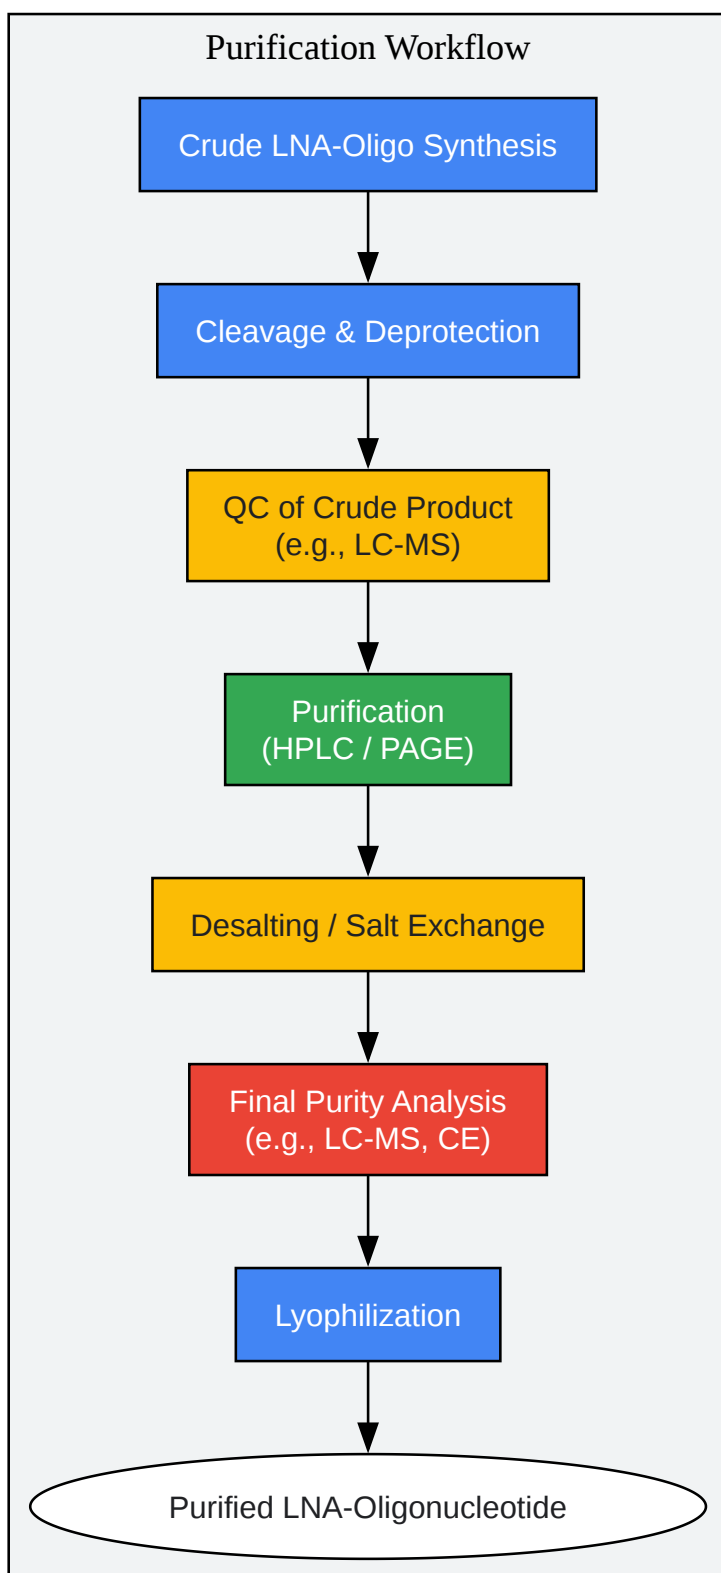 Purification Workflow
Crude LNA-Oligo Synthesis
Cleavage & Deprotection
QC of Crude Product
(e.g., LC-MS)
Purification
(HPLC / PAGE)
Desalting / Salt Exchange
Final Purity Analysis
(e.g., LC-MS, CE)
Lyophilization
Purified LNA-Oligonucleotide